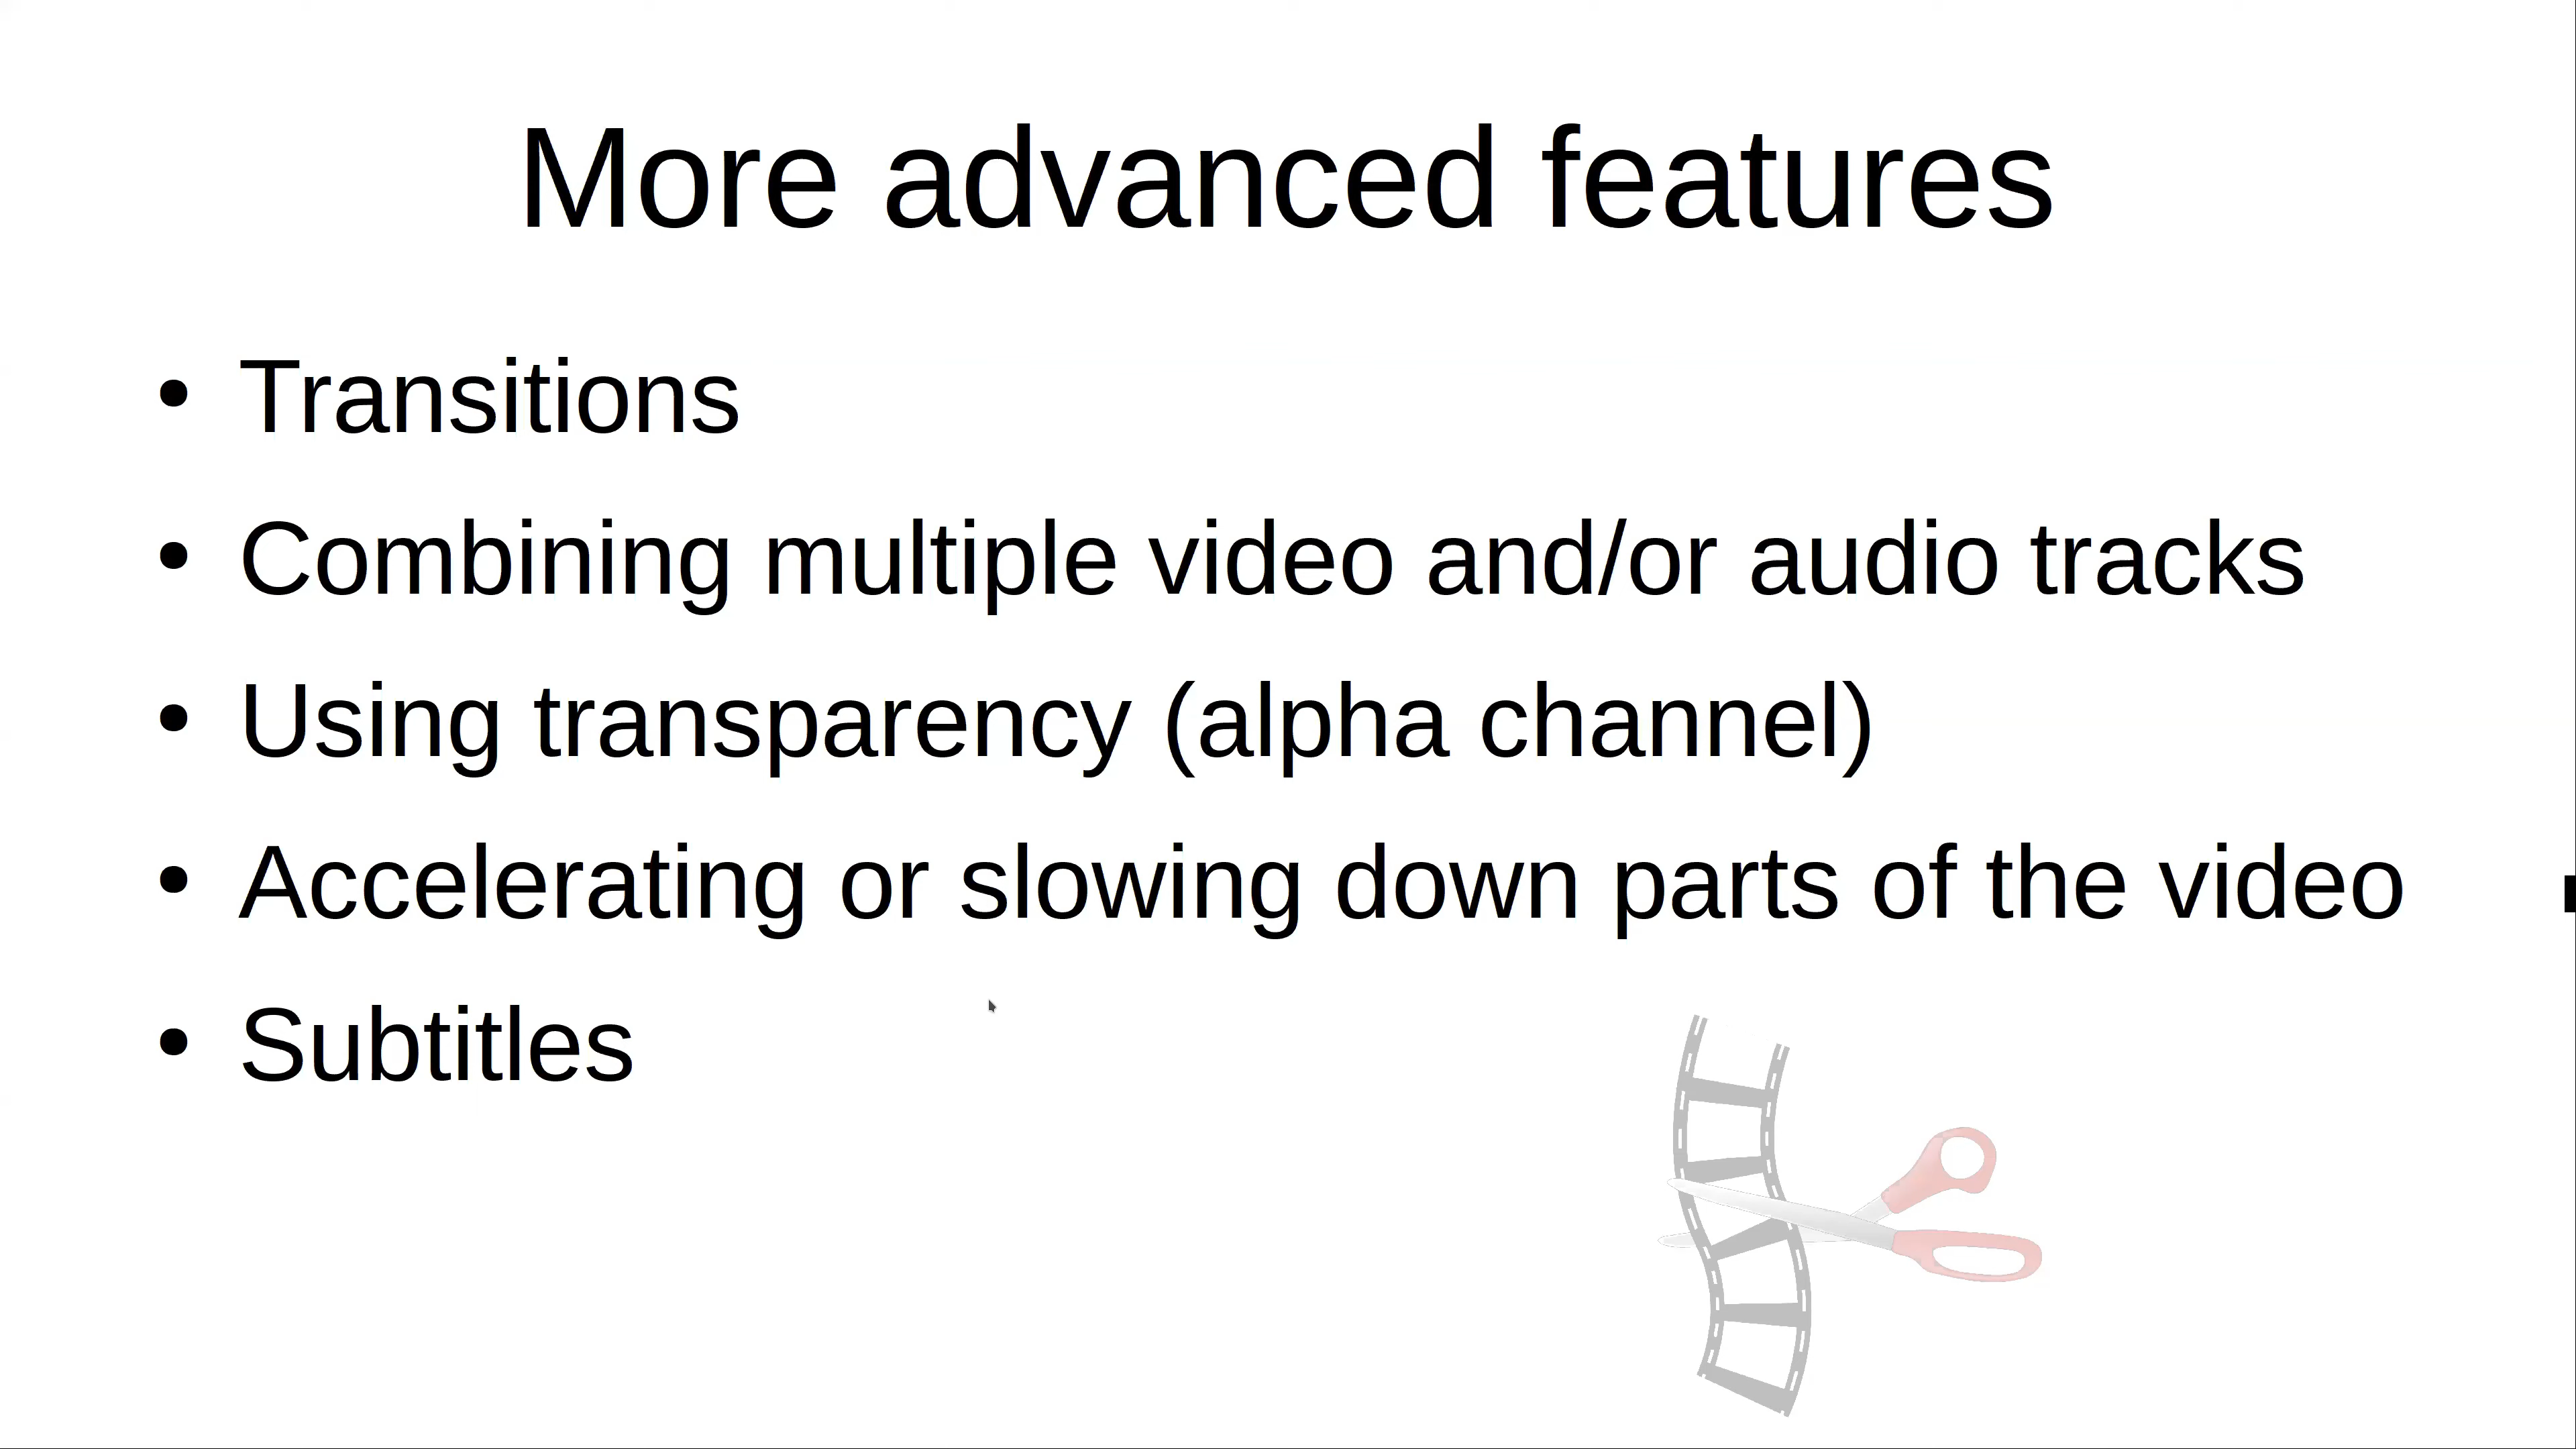 More advanced features
• Transitions
• Combining multiple video and/or audio tracks
• Using transparency (alpha channel)
• Accelerating or slowing down parts of the video
• Subtitles